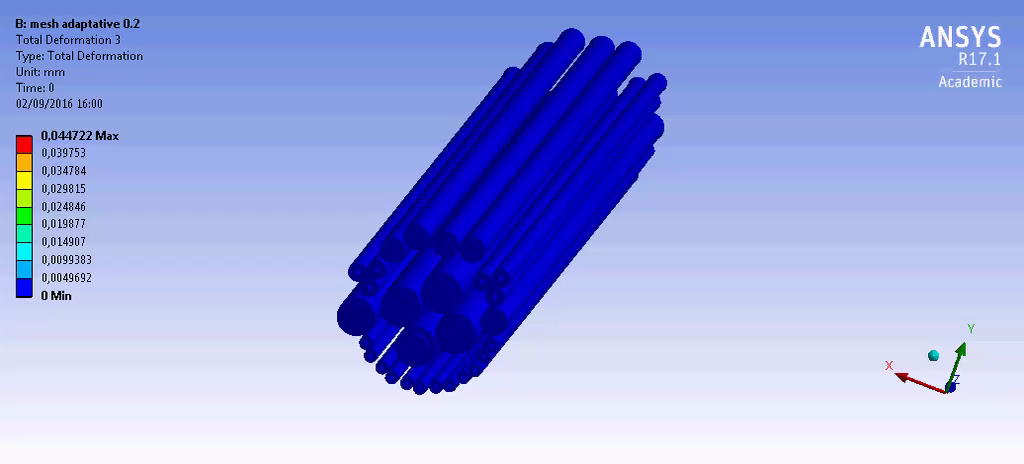 B: mesh adaptative 0.2
Total Deformation 3
Type: Total Deformation
Unit: mm
Time: 0
02/09/2016 16:00
0,044722 Max
0,039753
0,034784
0,029815
0,024846
0,019877
0,014907
0,0099383
0,0049692
0 Min
ANSYS
R17.1
Academic
Y
X
Z